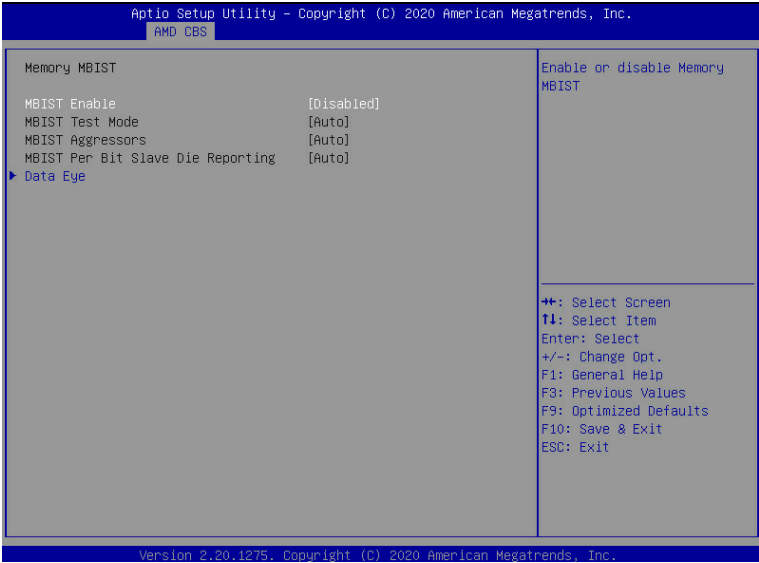 Aptio Setup Utility – Copyright (C) 2020 American Megatrends, Inc.
AMD CBS
Memory MBIST
MBIST Enable [Disabled]
MBIST Test Mode [Auto]
MBIST Aggressors [Auto]
MBIST Per Bit Slave Die Reporting [Auto]
Data Eye
Enable or disable Memory
MBIST
→←: Select Screen
↑↓: Select Item
Enter: Select
+/-: Change Opt.
F1: General Help
F3: Previous Values
F9: Optimized Defaults
F10: Save & Exit
ESC: Exit
Version 2.20.1275. Copyright (C) 2020 American Megatrends, Inc.